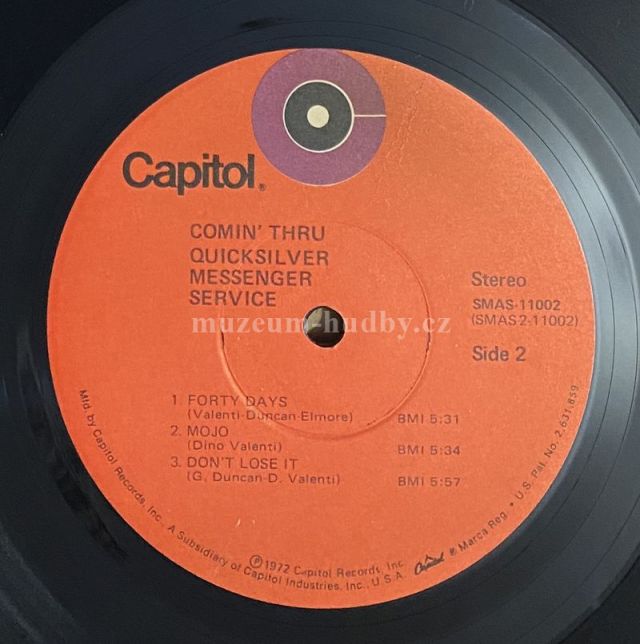 Capitol®
COMIN' THRU
QUICKSILVER
MESSENGER
SERVICE
Stereo
SMAS-11002
(SMAS2-11002)
muzeum-hudby.cz
Side 2
1. FORTY DAYS
(Valenti-Duncan-Elmore) BMI 5:31
2. MOJO
(Dino Valenti) BMI 5:34
3. DON'T LOSE IT
(G. Duncan-D. Valenti) BMI 5:57
Mfd. by Capitol Records, Inc., A Subsidiary of Capitol Industries, Inc., U.S.A. Capitol ® Marca Reg. • U.S. Pat. No. 2,631,859
℗1972 Capitol Records, Inc.